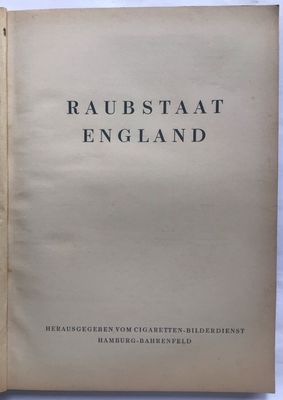 RAUBSTAAT
ENGLAND
HERAUSGEGEBEN VOM CIGARETTEN-BILDERDIENST
HAMBURG-BAHRENFELD